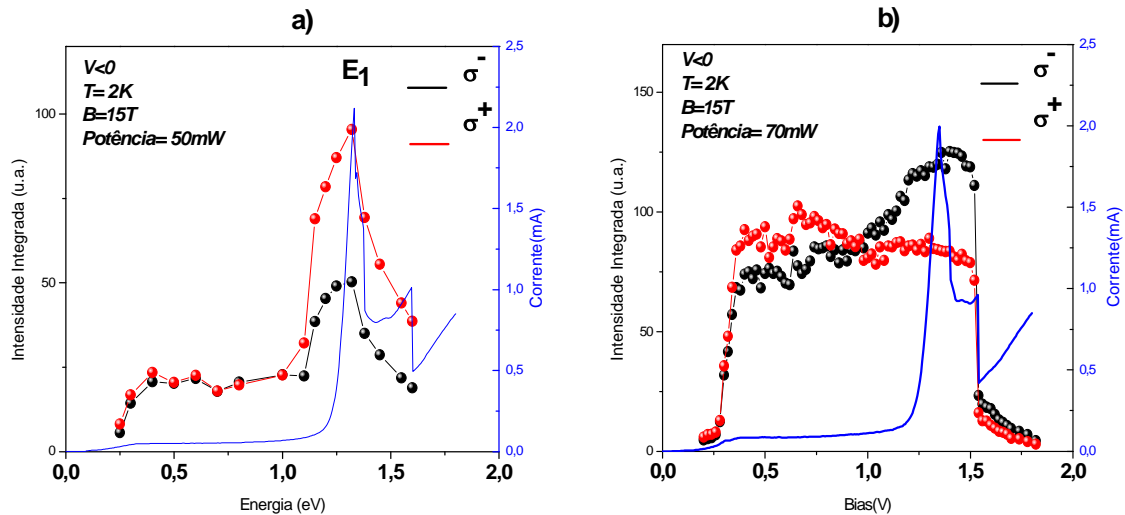 a)
V<0
T= 2K
B=15T
Potência= 50mW
E1
σ-
σ+
Intensidade Integrada (u.a.)
100
50
0
0,0 0,5 1,0 1,5 2,0
Energia (eV)
2,5
2,0
1,5
1,0
0,5
0,0
Corrente(mA)
b)
V<0
T= 2K
B=15T
Potência= 70mW
σ-
σ+
Intensidade Integrada (u.a.)
150
100
50
0
0,0 0,5 1,0 1,5 2,0
Bias(V)
2,5
2,0
1,5
1,0
0,5
0,0
Corrente(mA)